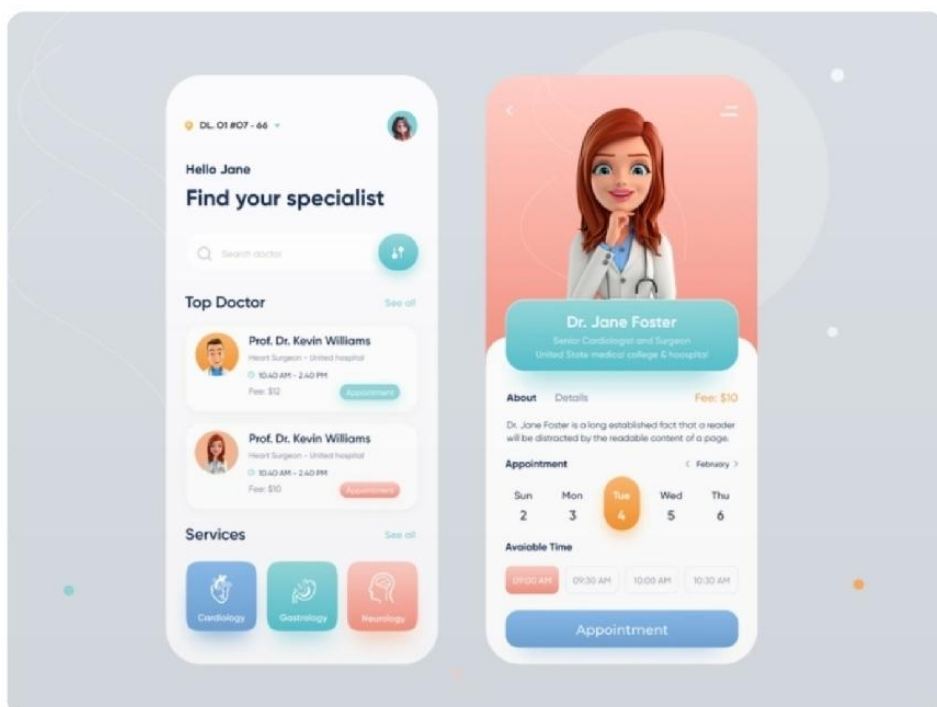 DL. 01 #07 - 66
Hello Jane
Find your specialist
Search doctor
Top Doctor
See all
Prof. Dr. Kevin Williams
Heart Surgeon - United hospital
10.40 AM - 2.40 PM
Fee: $12
Appointment
Prof. Dr. Kevin Williams
Heart Surgeon - United hospital
10.40 AM - 2.40 PM
Fee: $10
Appointment
Services
See all
Cardiology
Gastrology
Neurology
Dr. Jane Foster
Senior Cardiologist and Surgeon
United State medical college & hoospital
About Details Fee: $10
Dr. Jane Foster is a long established fact that a reader
will be distracted by the readable content of a page.
Appointment
< February >
Sun Mon Tue Wed Thu
2 3 4 5 6
Avaiable Time
09:00 AM 09:30 AM 10:00 AM 10:30 AM
Appointment